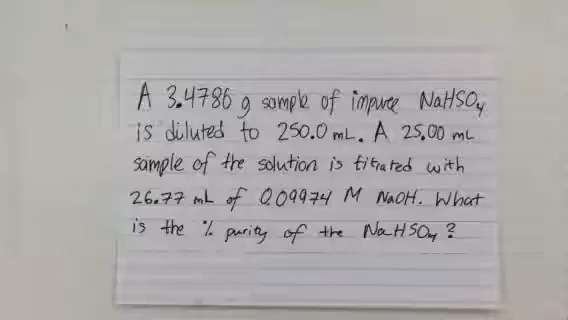 A 3.4786 g sample of impure NaHSO4
is diluted to 250.0 mL. A 25.00 mL
sample of the solution is titrated with
26.77 mL of 0.09974 M NaOH. What
is the % purity of the NaHSO4?